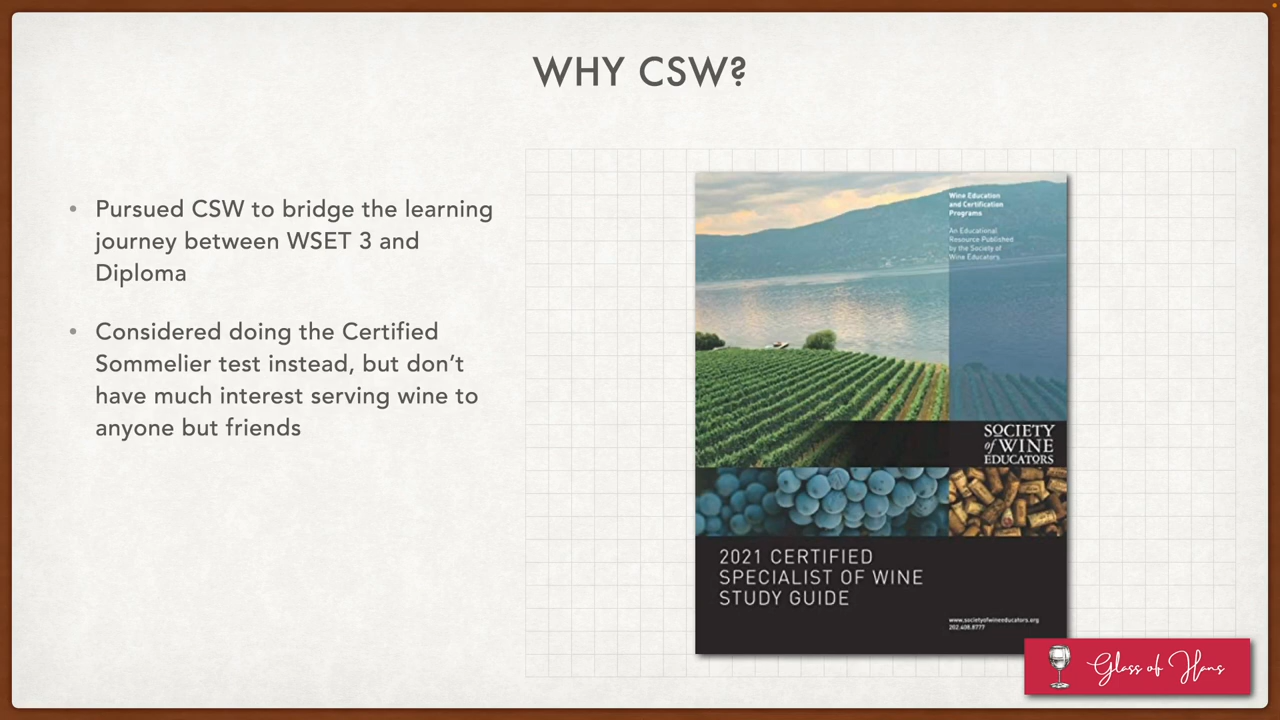 WHY CSW?
Pursued CSW to bridge the learning
journey between WSET 3 and
Diploma
Considered doing the Certified
Sommelier test instead, but don’t
have much interest serving wine to
anyone but friends
Wine Education
and Certification
Programs
An Educational
Resource Published
by the Society of
Wine Educators
SOCIETY
of WINE
EDUCATORS
2021 CERTIFIED
SPECIALIST OF WINE
STUDY GUIDE
www.societyofwineeducators.org
202.408.8777
Glass of Hans